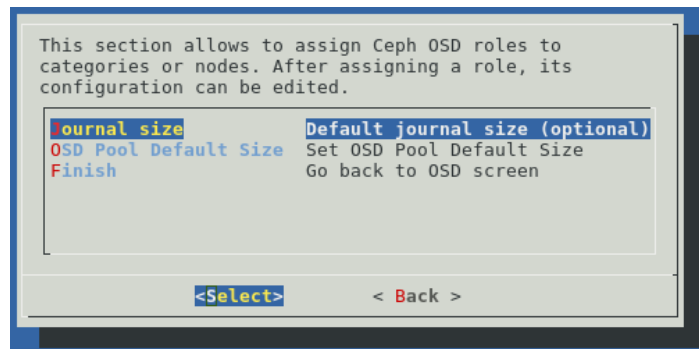 This section allows to assign Ceph OSD roles to
categories or nodes. After assigning a role, its
configuration can be edited.
Journal size Default journal size (optional)
OSD Pool Default Size Set OSD Pool Default Size
Finish Go back to OSD screen
<Select> < Back >